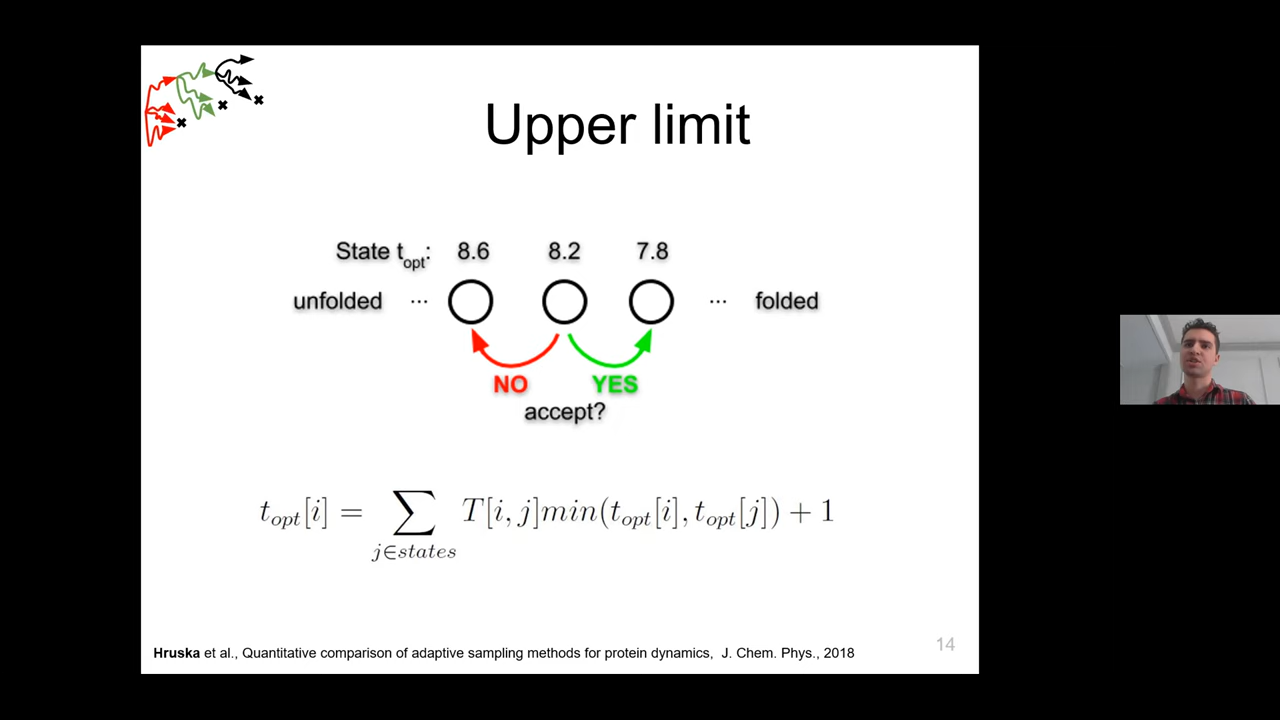 Upper limit
State t_opt: 8.6 8.2 7.8
unfolded ... ... folded
NO YES
accept?
t_opt[i] = ∑_{j∈states} T[i, j]min(t_opt[i], t_opt[j]) + 1
14
Hruska et al., Quantitative comparison of adaptive sampling methods for protein dynamics, J. Chem. Phys., 2018